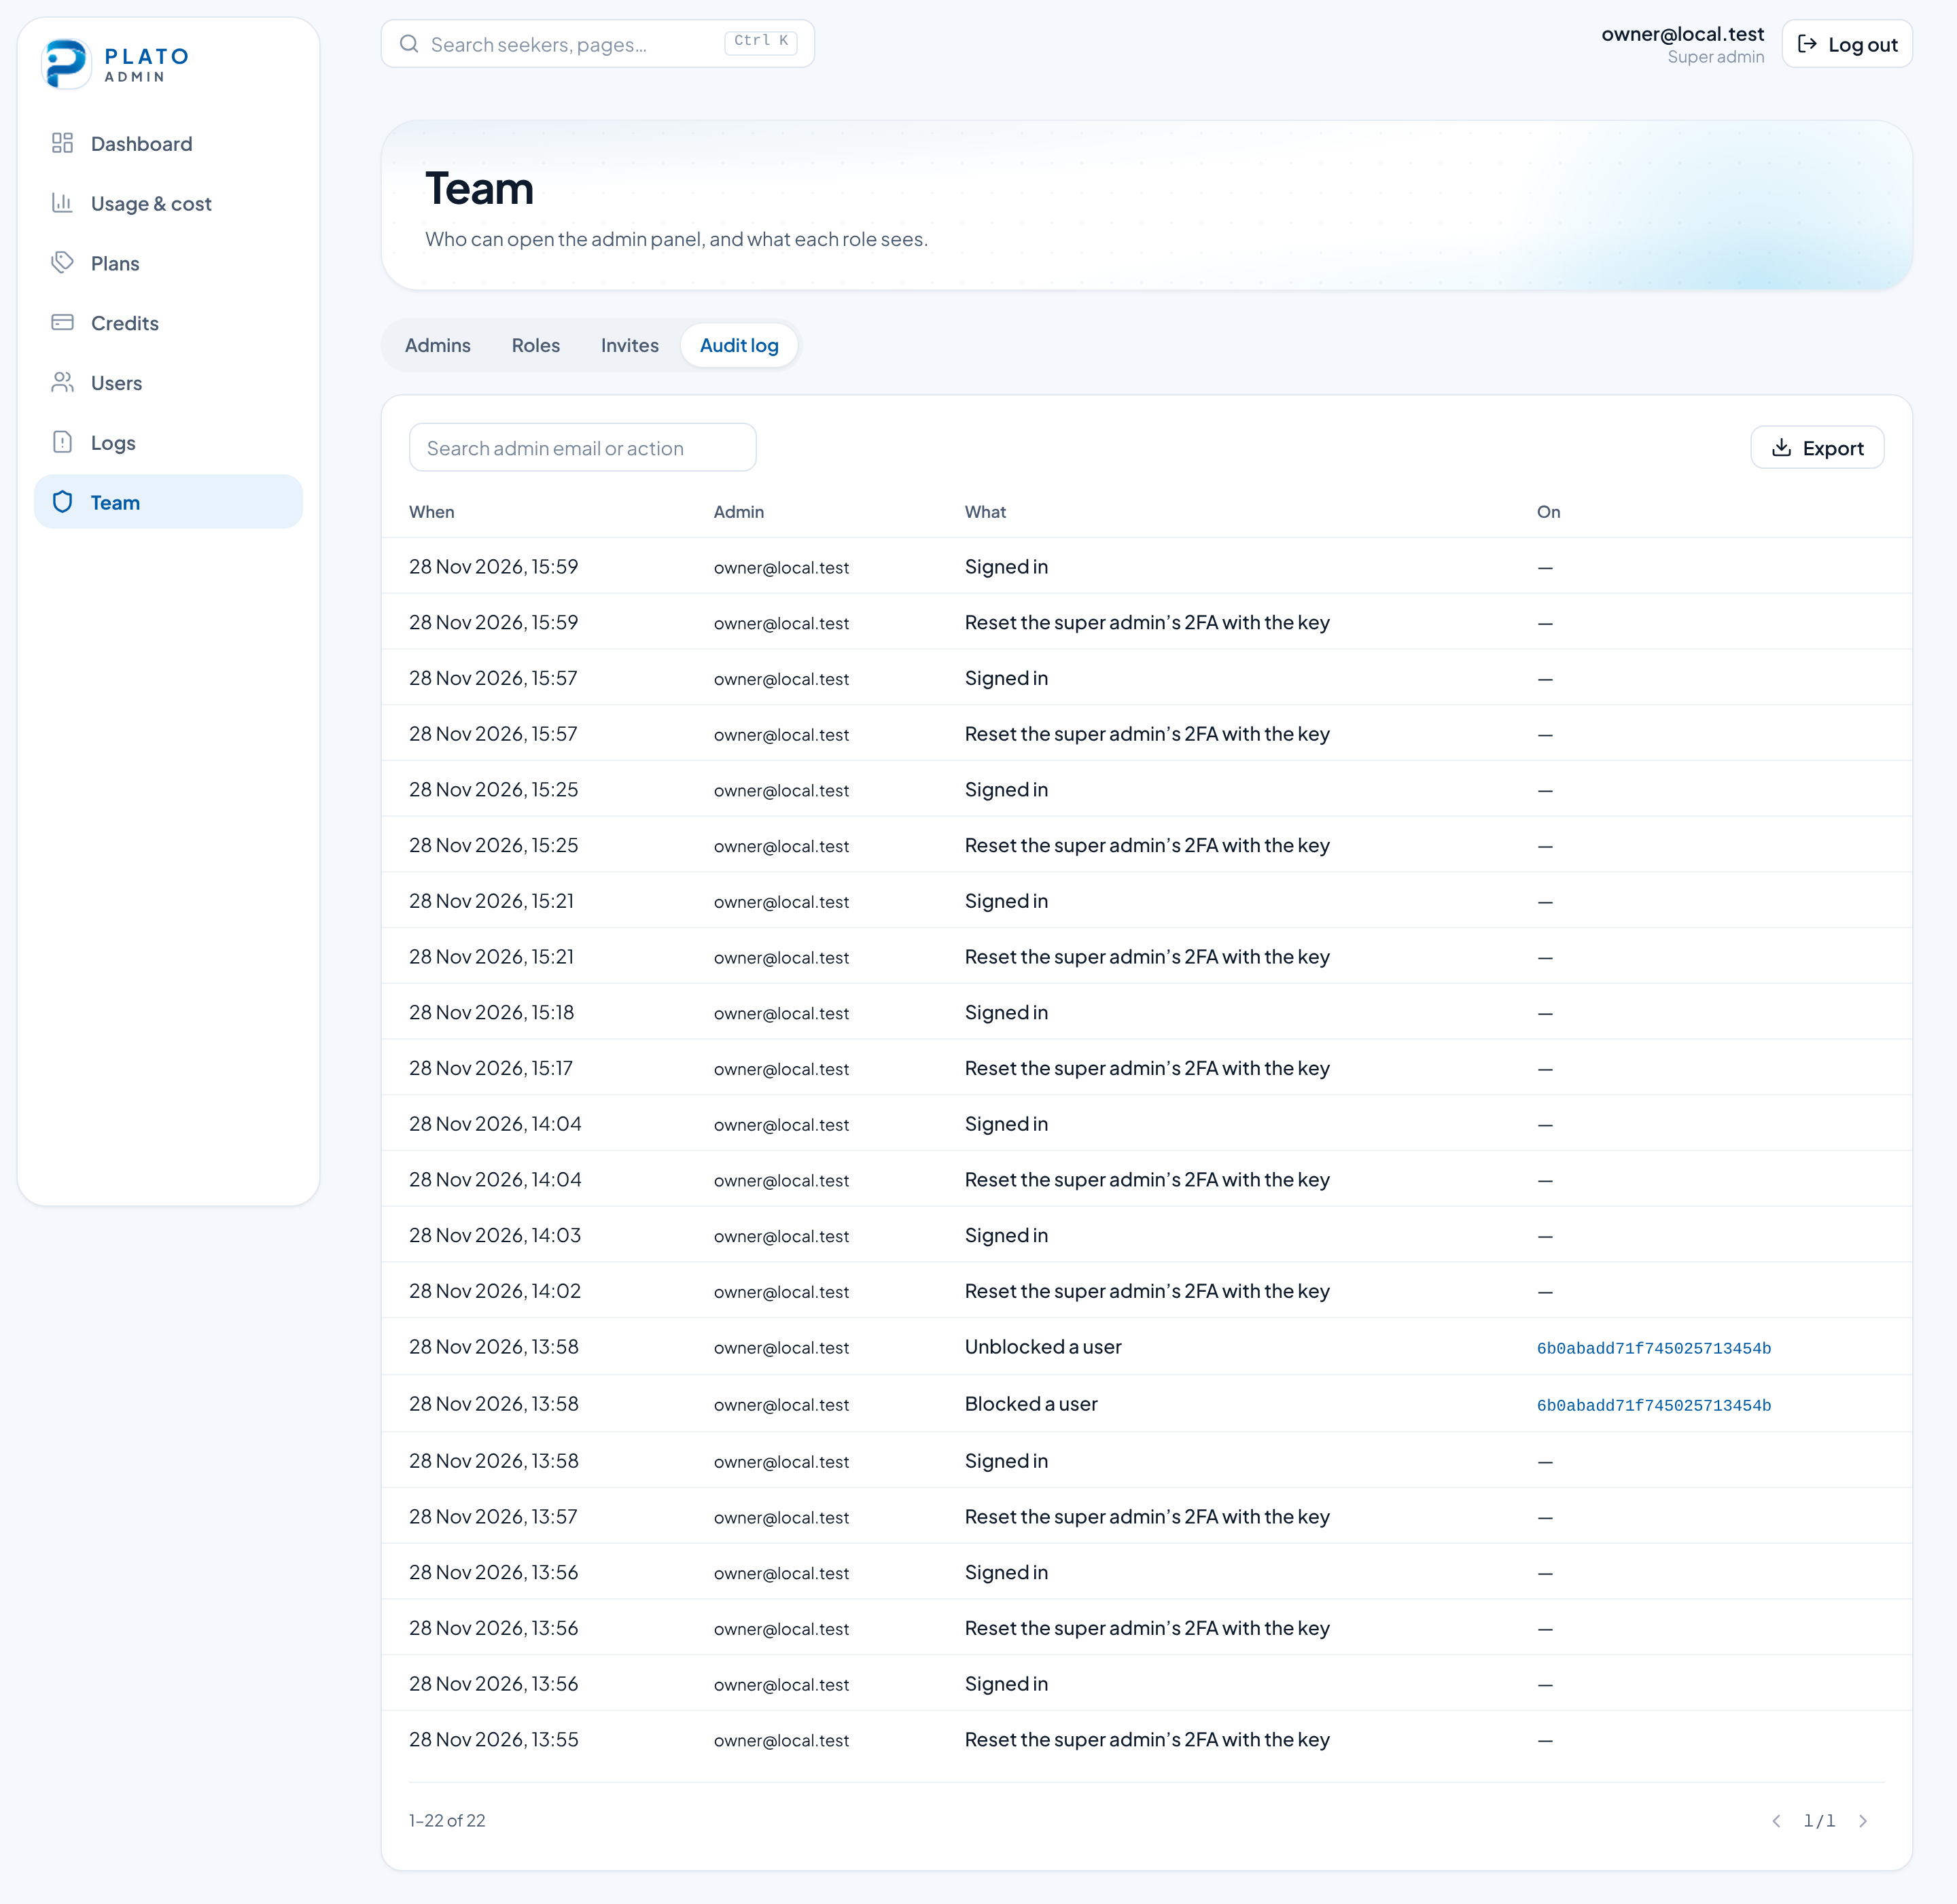 PLATO
ADMIN
Search seekers, pages...
Ctrl K
owner@local.test
Super admin
Log out
Dashboard
Usage & cost
Plans
Credits
Users
Logs
Team
Team
Who can open the admin panel, and what each role sees.
Admins Roles Invites Audit log
Search admin email or action
Export
When Admin What On
28 Nov 2026, 15:59 owner@local.test Signed in —
28 Nov 2026, 15:59 owner@local.test Reset the super admin’s 2FA with the key —
28 Nov 2026, 15:57 owner@local.test Signed in —
28 Nov 2026, 15:57 owner@local.test Reset the super admin’s 2FA with the key —
28 Nov 2026, 15:25 owner@local.test Signed in —
28 Nov 2026, 15:25 owner@local.test Reset the super admin’s 2FA with the key —
28 Nov 2026, 15:21 owner@local.test Signed in —
28 Nov 2026, 15:21 owner@local.test Reset the super admin’s 2FA with the key —
28 Nov 2026, 15:18 owner@local.test Signed in —
28 Nov 2026, 15:17 owner@local.test Reset the super admin’s 2FA with the key —
28 Nov 2026, 14:04 owner@local.test Signed in —
28 Nov 2026, 14:04 owner@local.test Reset the super admin’s 2FA with the key —
28 Nov 2026, 14:03 owner@local.test Signed in —
28 Nov 2026, 14:02 owner@local.test Reset the super admin’s 2FA with the key —
28 Nov 2026, 13:58 owner@local.test Unblocked a user 6b0abadd71f745025713454b
28 Nov 2026, 13:58 owner@local.test Blocked a user 6b0abadd71f745025713454b
28 Nov 2026, 13:58 owner@local.test Signed in —
28 Nov 2026, 13:57 owner@local.test Reset the super admin’s 2FA with the key —
28 Nov 2026, 13:56 owner@local.test Signed in —
28 Nov 2026, 13:56 owner@local.test Reset the super admin’s 2FA with the key —
28 Nov 2026, 13:56 owner@local.test Signed in —
28 Nov 2026, 13:55 owner@local.test Reset the super admin’s 2FA with the key —
1–22 of 22
1/1